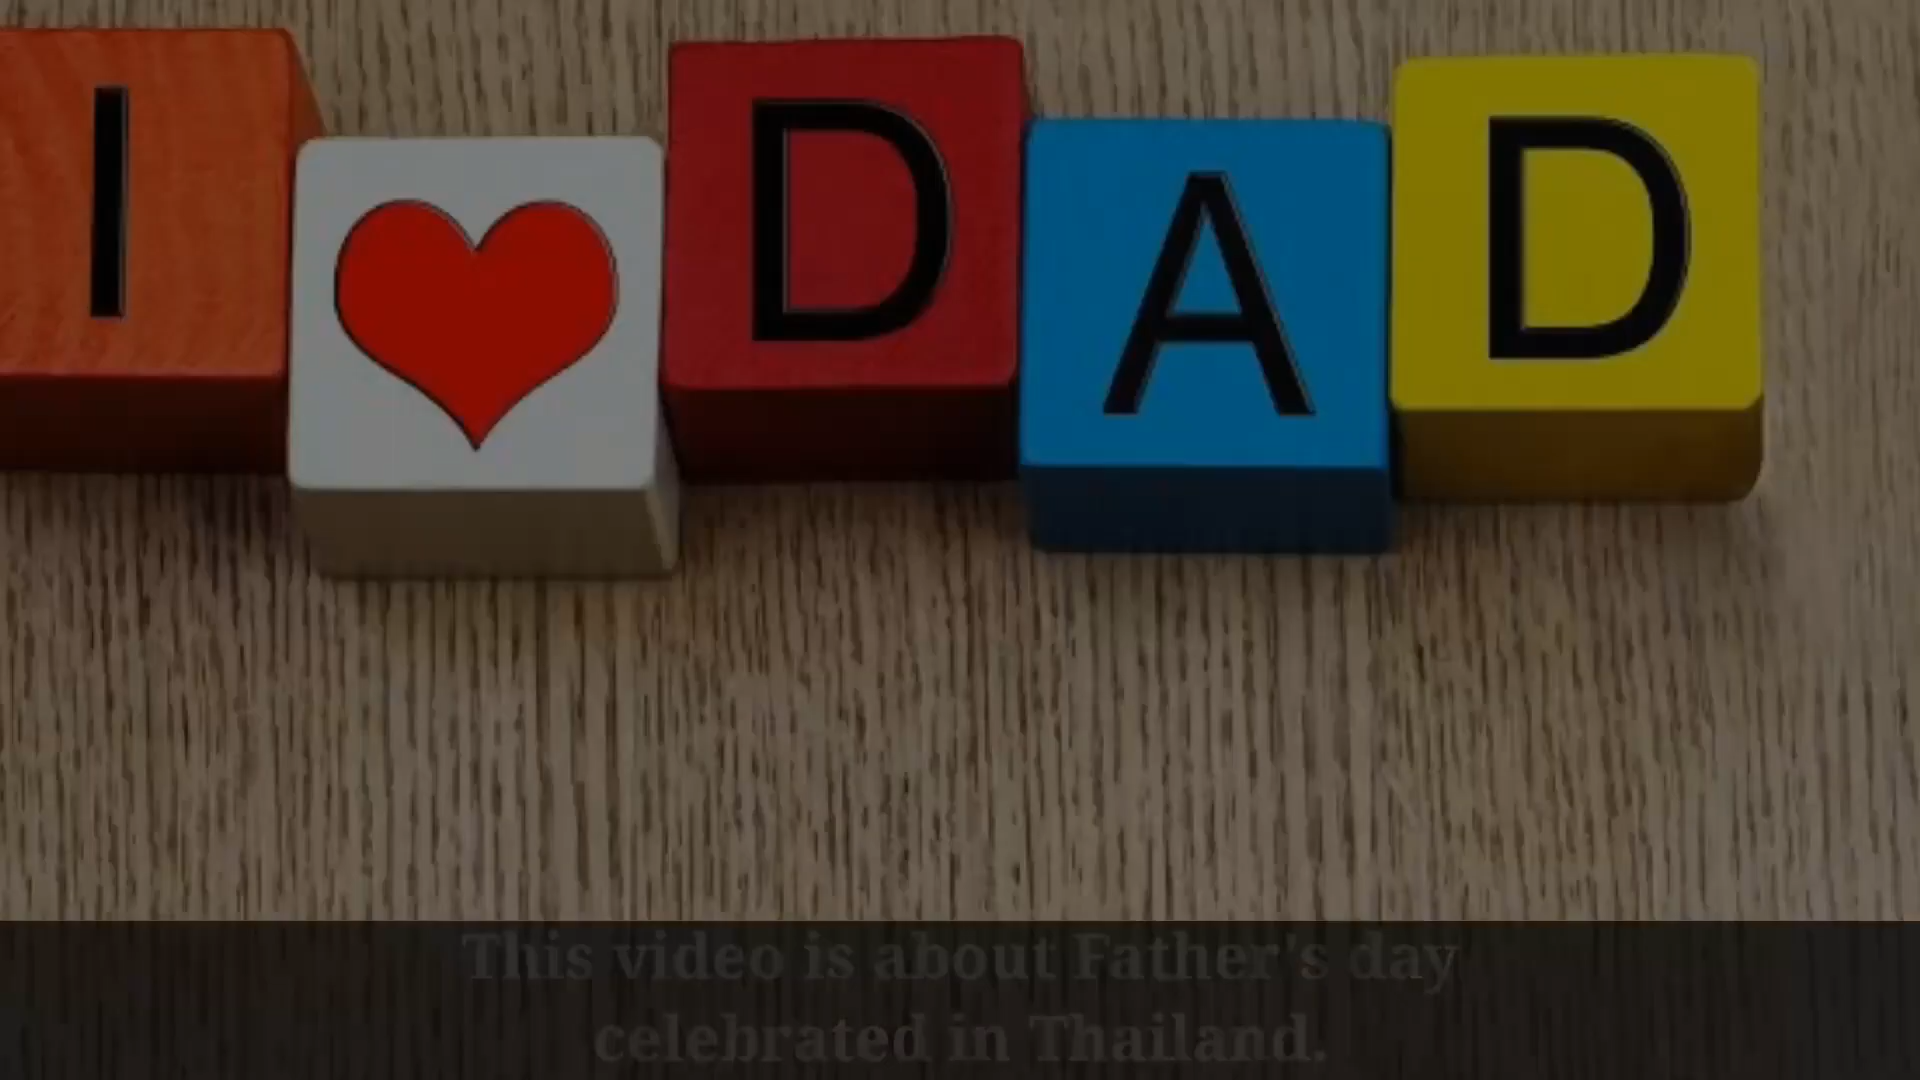 I ♥ DAD
This video is about Father's day
celebrated in Thailand.